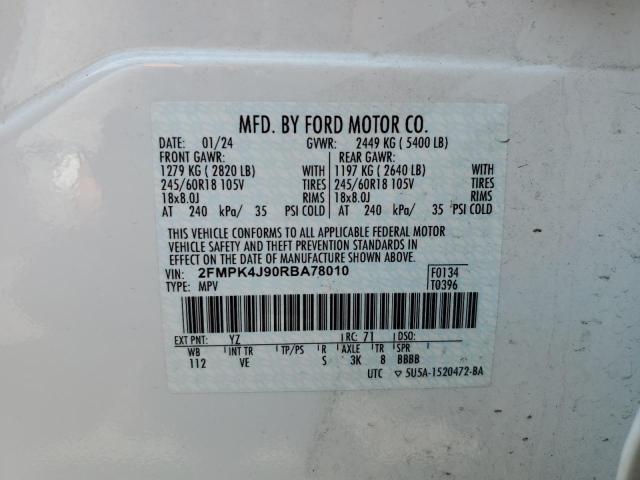 MFD. BY FORD MOTOR CO.
DATE: 01/24 GVWR: 2449 KG ( 5400 LB)
FRONT GAWR: REAR GAWR:
1279 KG ( 2820 LB) WITH 1197 KG ( 2640 LB) WITH
245/60R18 105V TIRES 245/60R18 105V TIRES
18x8.0J RIMS 18x8.0J RIMS
AT 240 kPa/ 35 PSI COLD AT 240 kPa/ 35 PSI COLD
THIS VEHICLE CONFORMS TO ALL APPLICABLE FEDERAL MOTOR
VEHICLE SAFETY AND THEFT PREVENTION STANDARDS IN
EFFECT ON THE DATE OF MANUFACTURE SHOWN ABOVE.
VIN: 2FMPK4J90RBA78010 F0134
TYPE: MPV T0396
EXT PNT: YZ RC: 71 DSO:
WB INT TR TP/PS R AXLE TR SPR
112 VE S 3K 8 BBBB
UTC ▽ 5U5A-1520472-BA